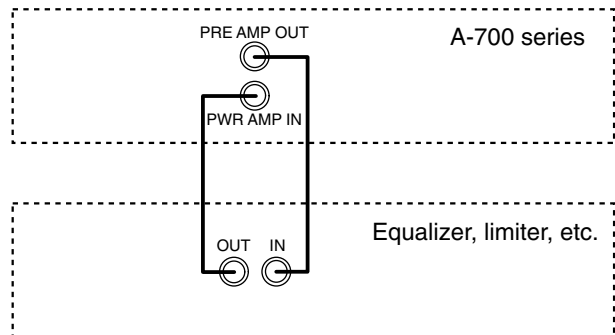 PRE AMP OUT
A-700 series
PWR AMP IN
Equalizer, limiter, etc.
OUT IN